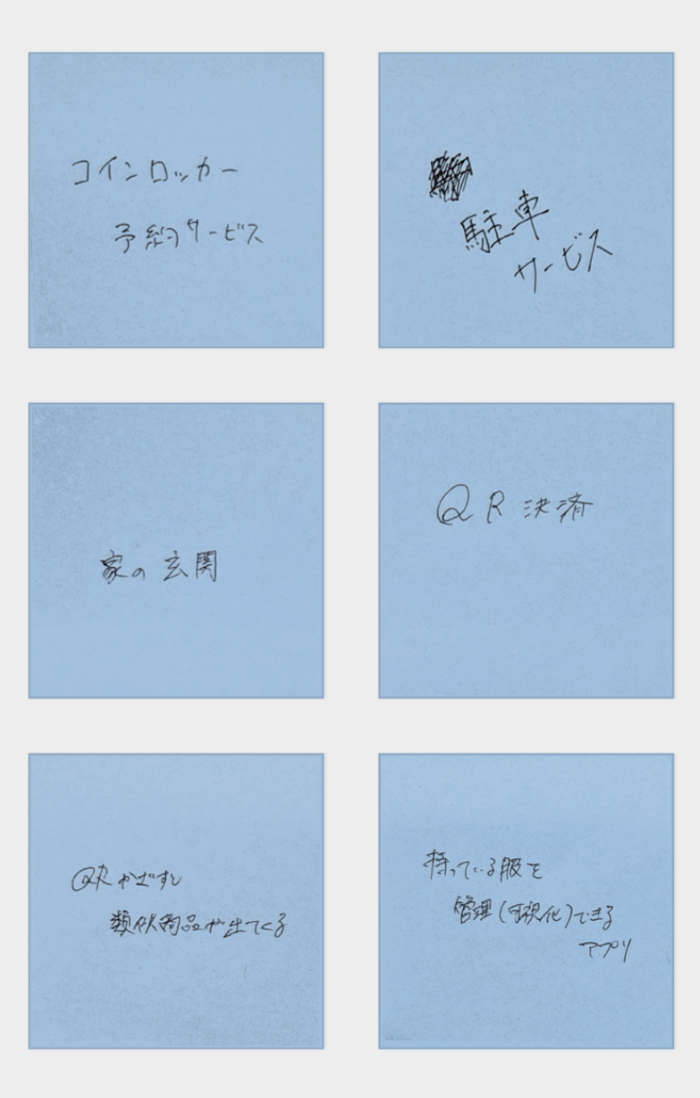 コインロッカー
予約サービス
駐車
サービス
家の玄関
QR決済
QRかざすと
類似商品が出てくる
持っている服を
管理(可視化)できる
アプリ